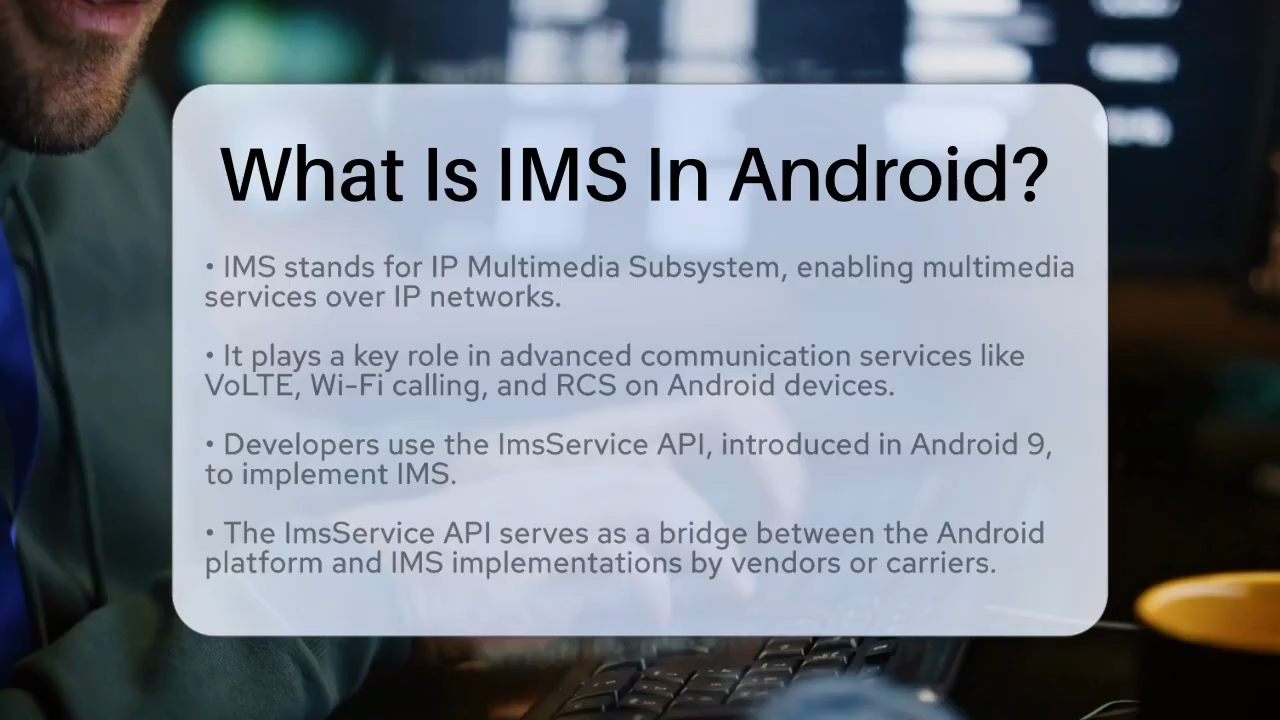 What Is IMS In Android?
• IMS stands for IP Multimedia Subsystem, enabling multimedia
services over IP networks.
• It plays a key role in advanced communication services like
VoLTE, Wi-Fi calling, and RCS on Android devices.
• Developers use the ImsService API, introduced in Android 9,
to implement IMS.
• The ImsService API serves as a bridge between the Android
platform and IMS implementations by vendors or carriers.